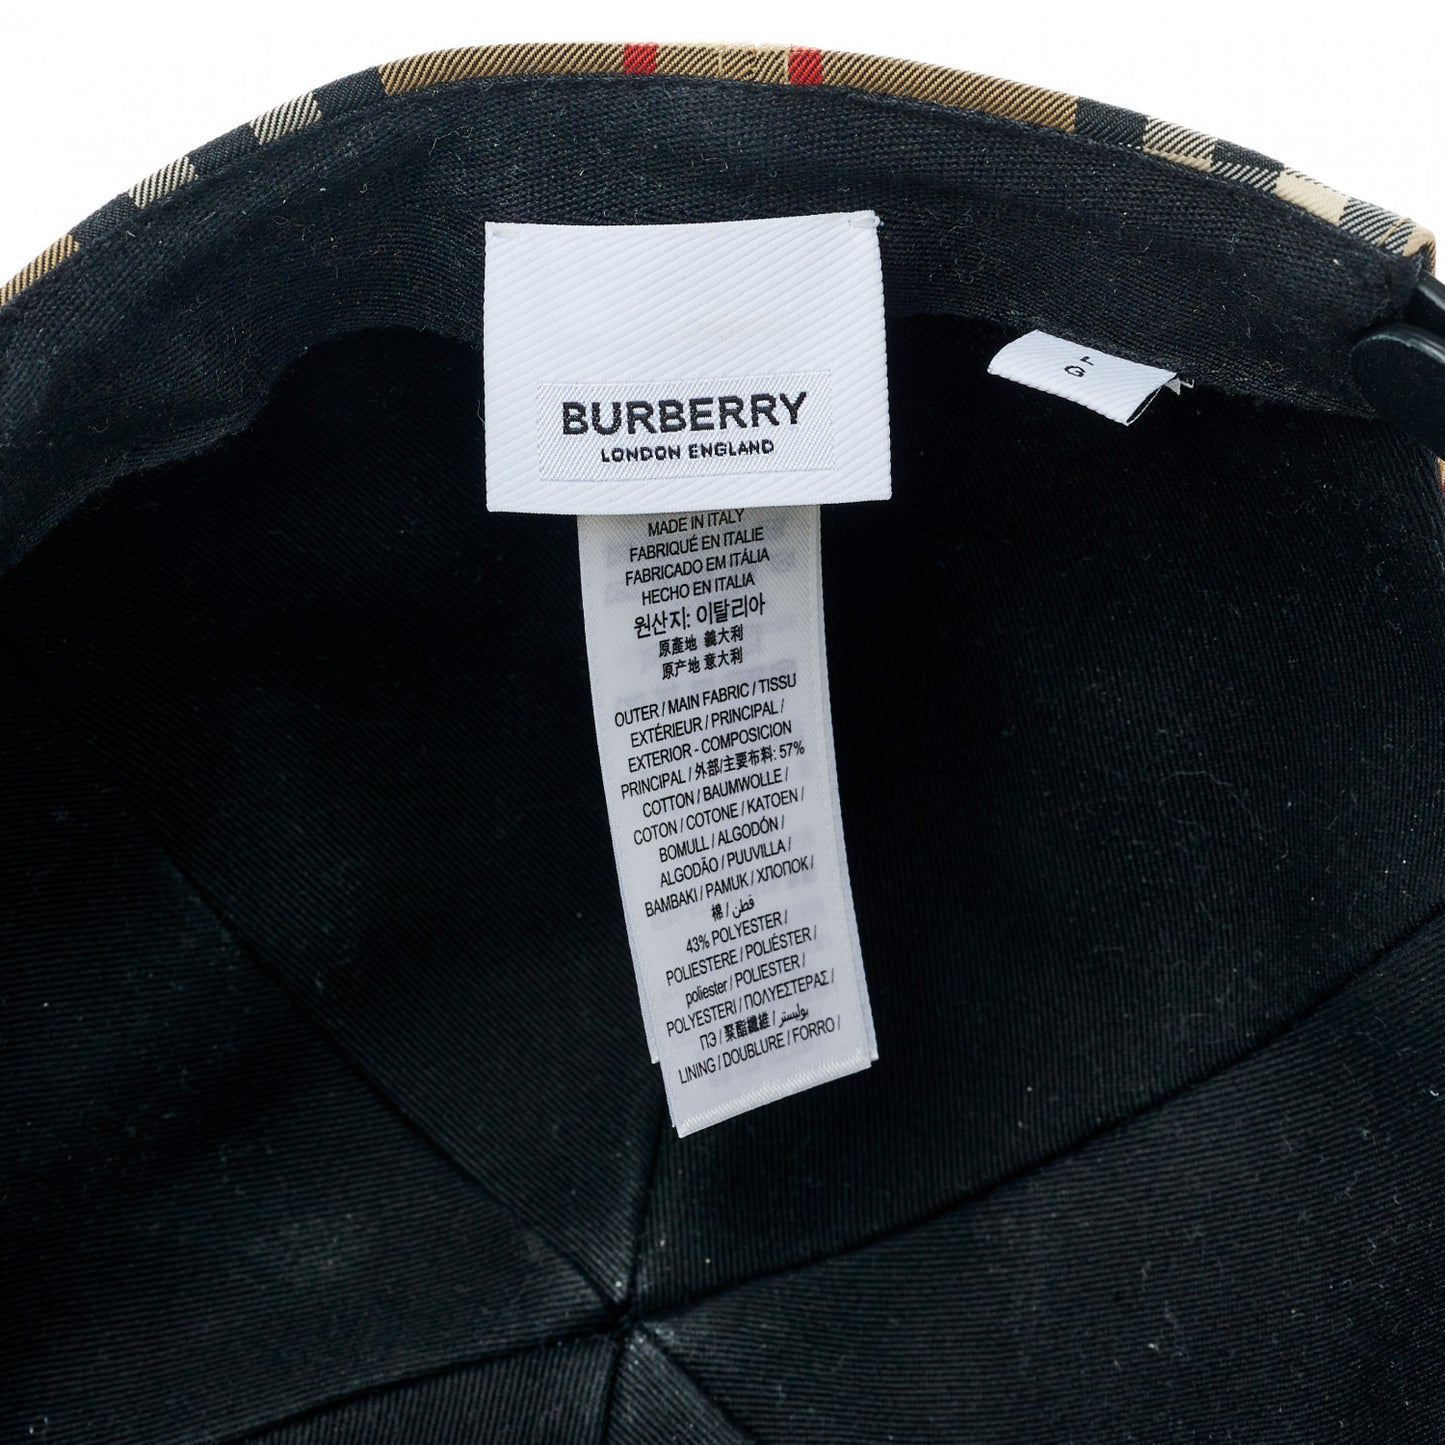 BURBERRY
LONDON ENGLAND
MADE IN ITALY
FABRIQUÉ EN ITALIE
FABRICADO EM ITÁLIA
HECHO EN ITALIA
원산지: 이탈리아
原產地 義大利
原产地 意大利
OUTER / MAIN FABRIC / TISSU
EXTÉRIEUR / PRINCIPAL /
EXTERIOR - COMPOSICION
PRINCIPAL / 外部/主要布料: 57%
COTTON / BAUMWOLLE /
COTON / COTONE / KATOEN /
BOMULL / ALGODÓN /
ALGODÃO / PUUVILLA /
BAMBAKI / PAMUK / ХЛОПОК /
棉 / قطن
43% POLYESTER /
POLIESTERE / POLIÉSTER /
poliester / POLIESTER /
POLYESTERI / ΠΟΛΥΕΣΤΕΡΑΣ /
ПЭ / 聚酯纖維 / بوليستر /
LINING / DOUBLURE / FORRO /